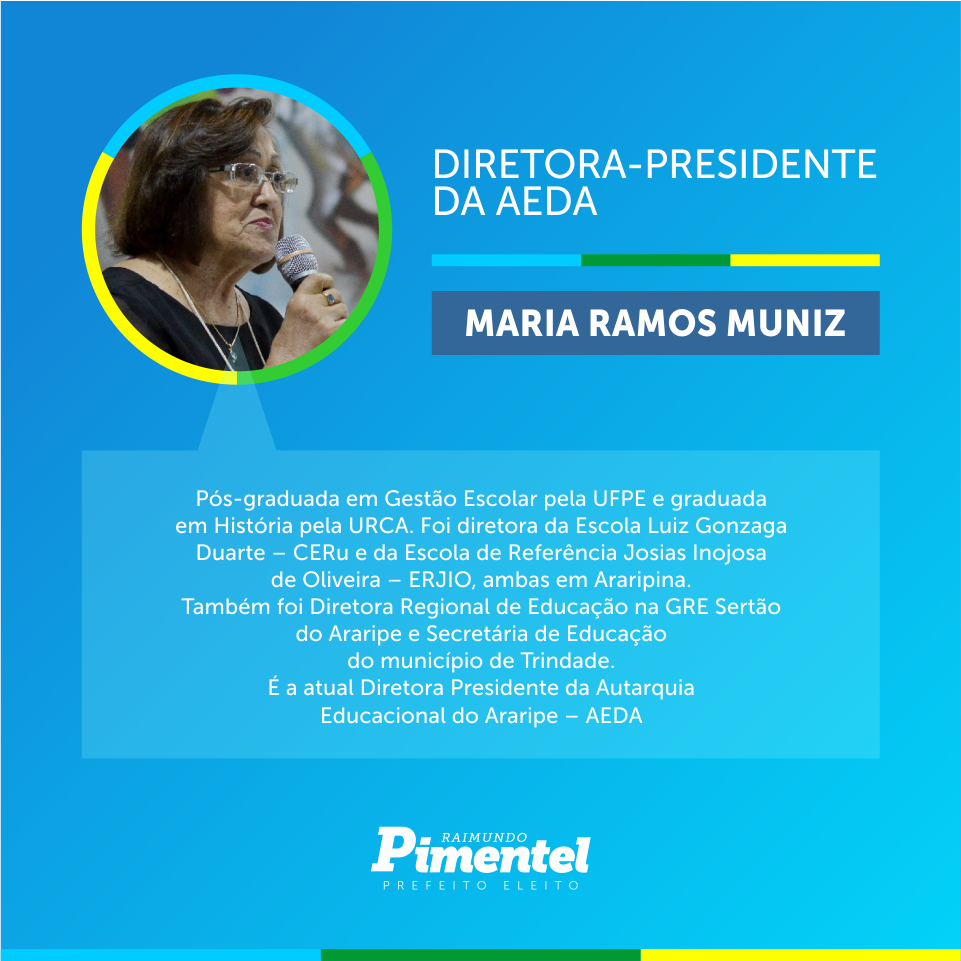 DIRETORA-PRESIDENTE
DA AEDA
MARIA RAMOS MUNIZ
Pós-graduada em Gestão Escolar pela UFPE e graduada
em História pela URCA. Foi diretora da Escola Luiz Gonzaga
Duarte – CERu e da Escola de Referência Josias Inojosa
de Oliveira – ERJIO, ambas em Araripina.
Também foi Diretora Regional de Educação na GRE Sertão
do Araripe e Secretária de Educação
do município de Trindade.
É a atual Diretora Presidente da Autarquia
Educacional do Araripe – AEDA
RAIMUNDO
Pimentel
PREFEITO ELEITO